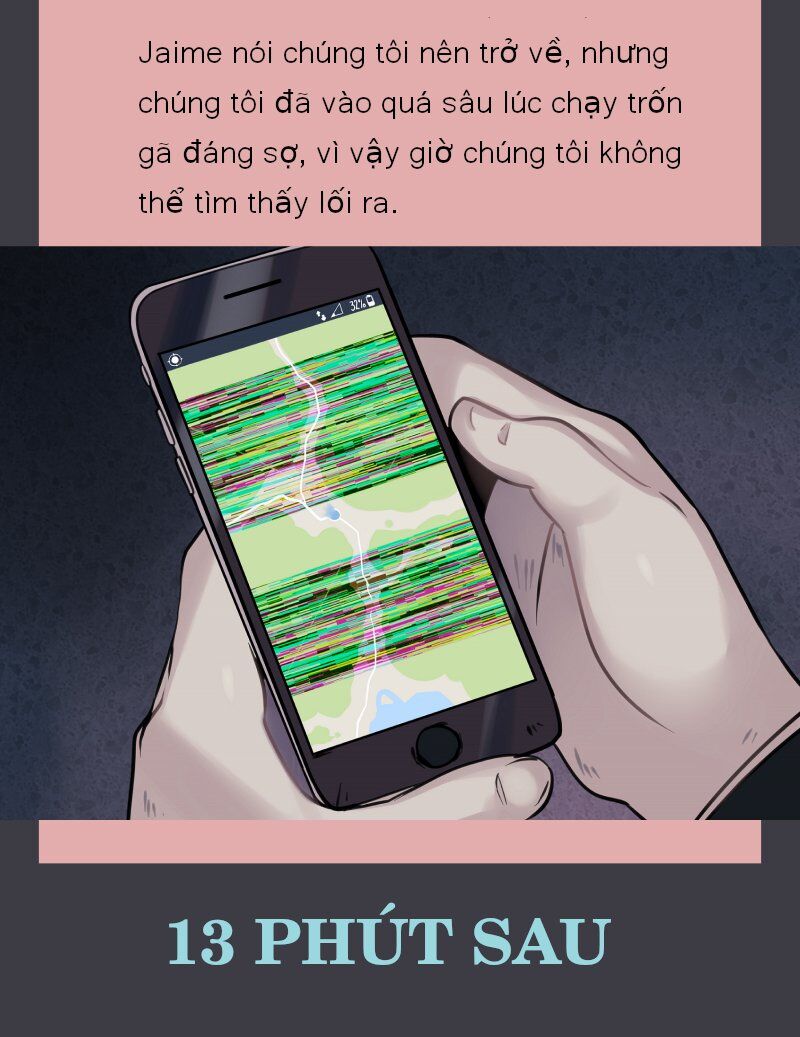 Jaime nói chúng tôi nên trở về, nhưng
chúng tôi đã vào quá sâu lúc chạy trốn
gã đáng sợ, vì vậy giờ chúng tôi không
thể tìm thấy lối ra.
32%
13 PHÚT SAU